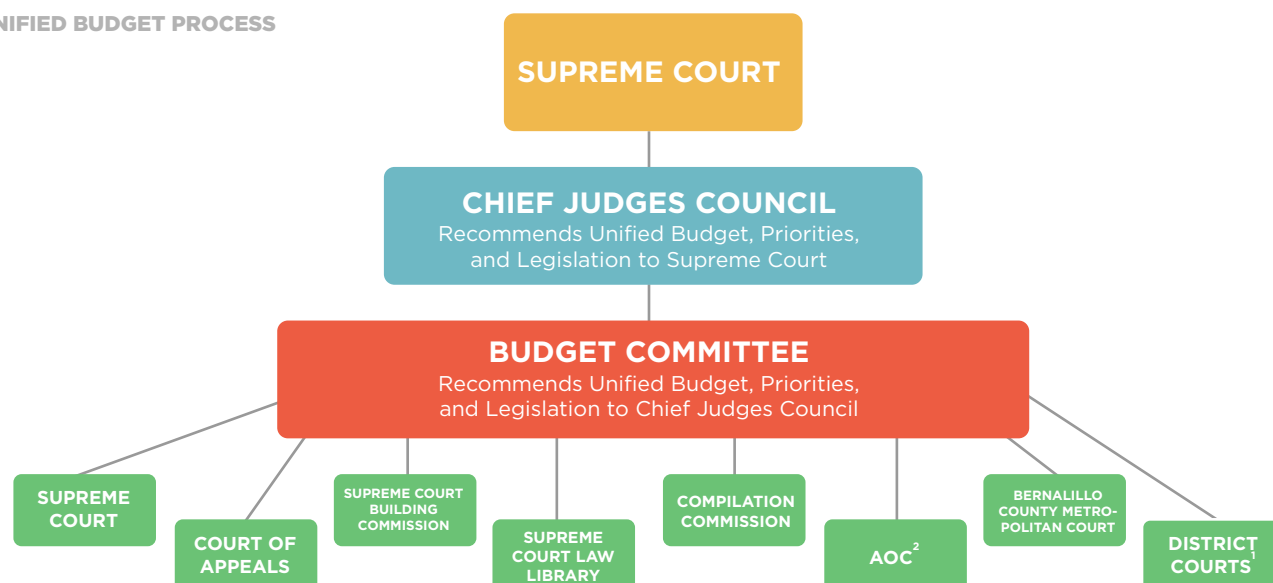 NIFIED BUDGET PROCESS
SUPREME COURT
CHIEF JUDGES COUNCIL
Recommends Unified Budget, Priorities,
and Legislation to Supreme Court
BUDGET COMMITTEE
Recommends Unified Budget, Priorities,
and Legislation to Chief Judges Council
SUPREME
COURT
COURT OF
APPEALS
SUPREME COURT
BUILDING
COMMISSION
SUPREME
COURT LAW
LIBRARY
COMPILATION
COMMISSION
AOC²
BERNALILLO
COUNTY METRO-
POLITAN COURT
DISTRICT
COURTS¹